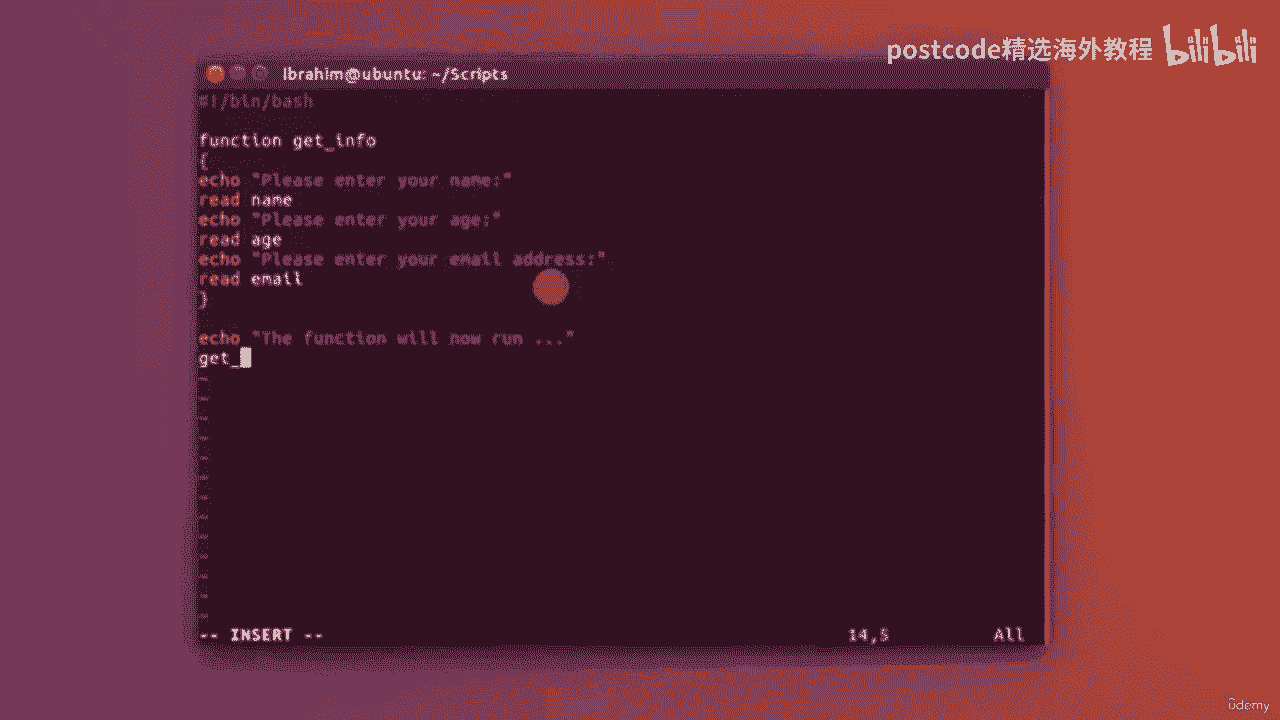 postcode精选海外教程 bilibili
Ibrahim@ubuntu: ~/Scripts
#!/bin/bash
function get_info
{
echo "Please enter your name:"
read name
echo "Please enter your age:"
read age
echo "Please enter your email address:"
read email
}
echo "The function will now run ..."
get_
~
~
~
~
~
~
~
~
~
~
~
~
~
-- INSERT -- 14,5 All
ûdemy